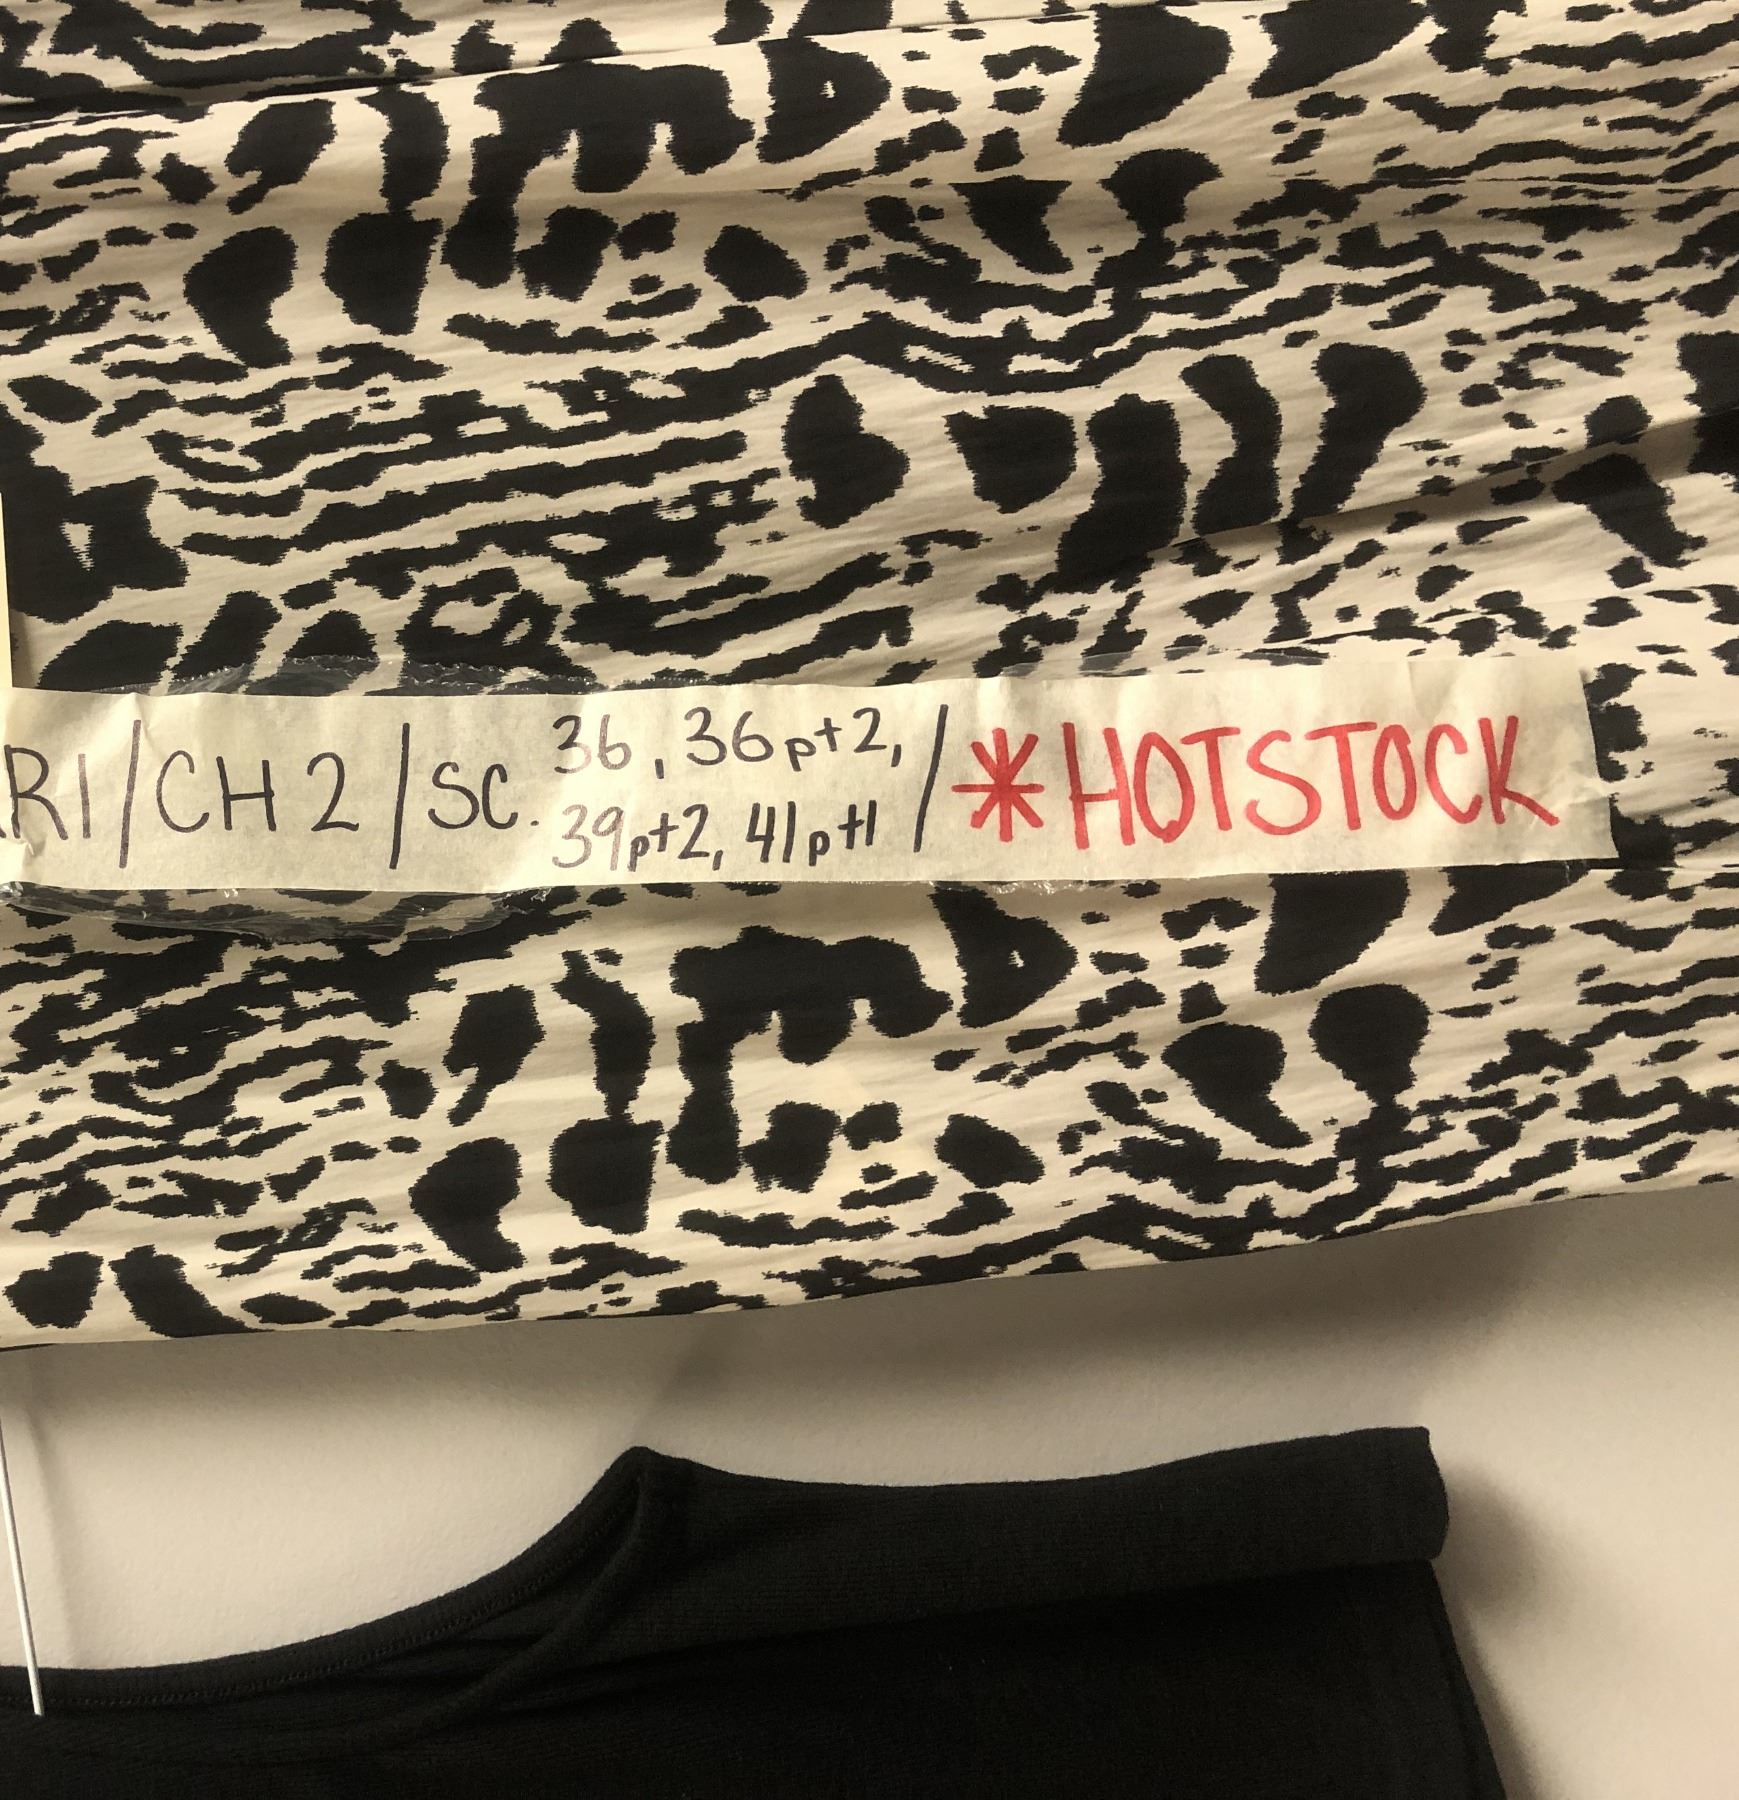 RI/CH 2/SC. 36, 36pt2, / *HOTSTOCK
39pt2, 41pt1